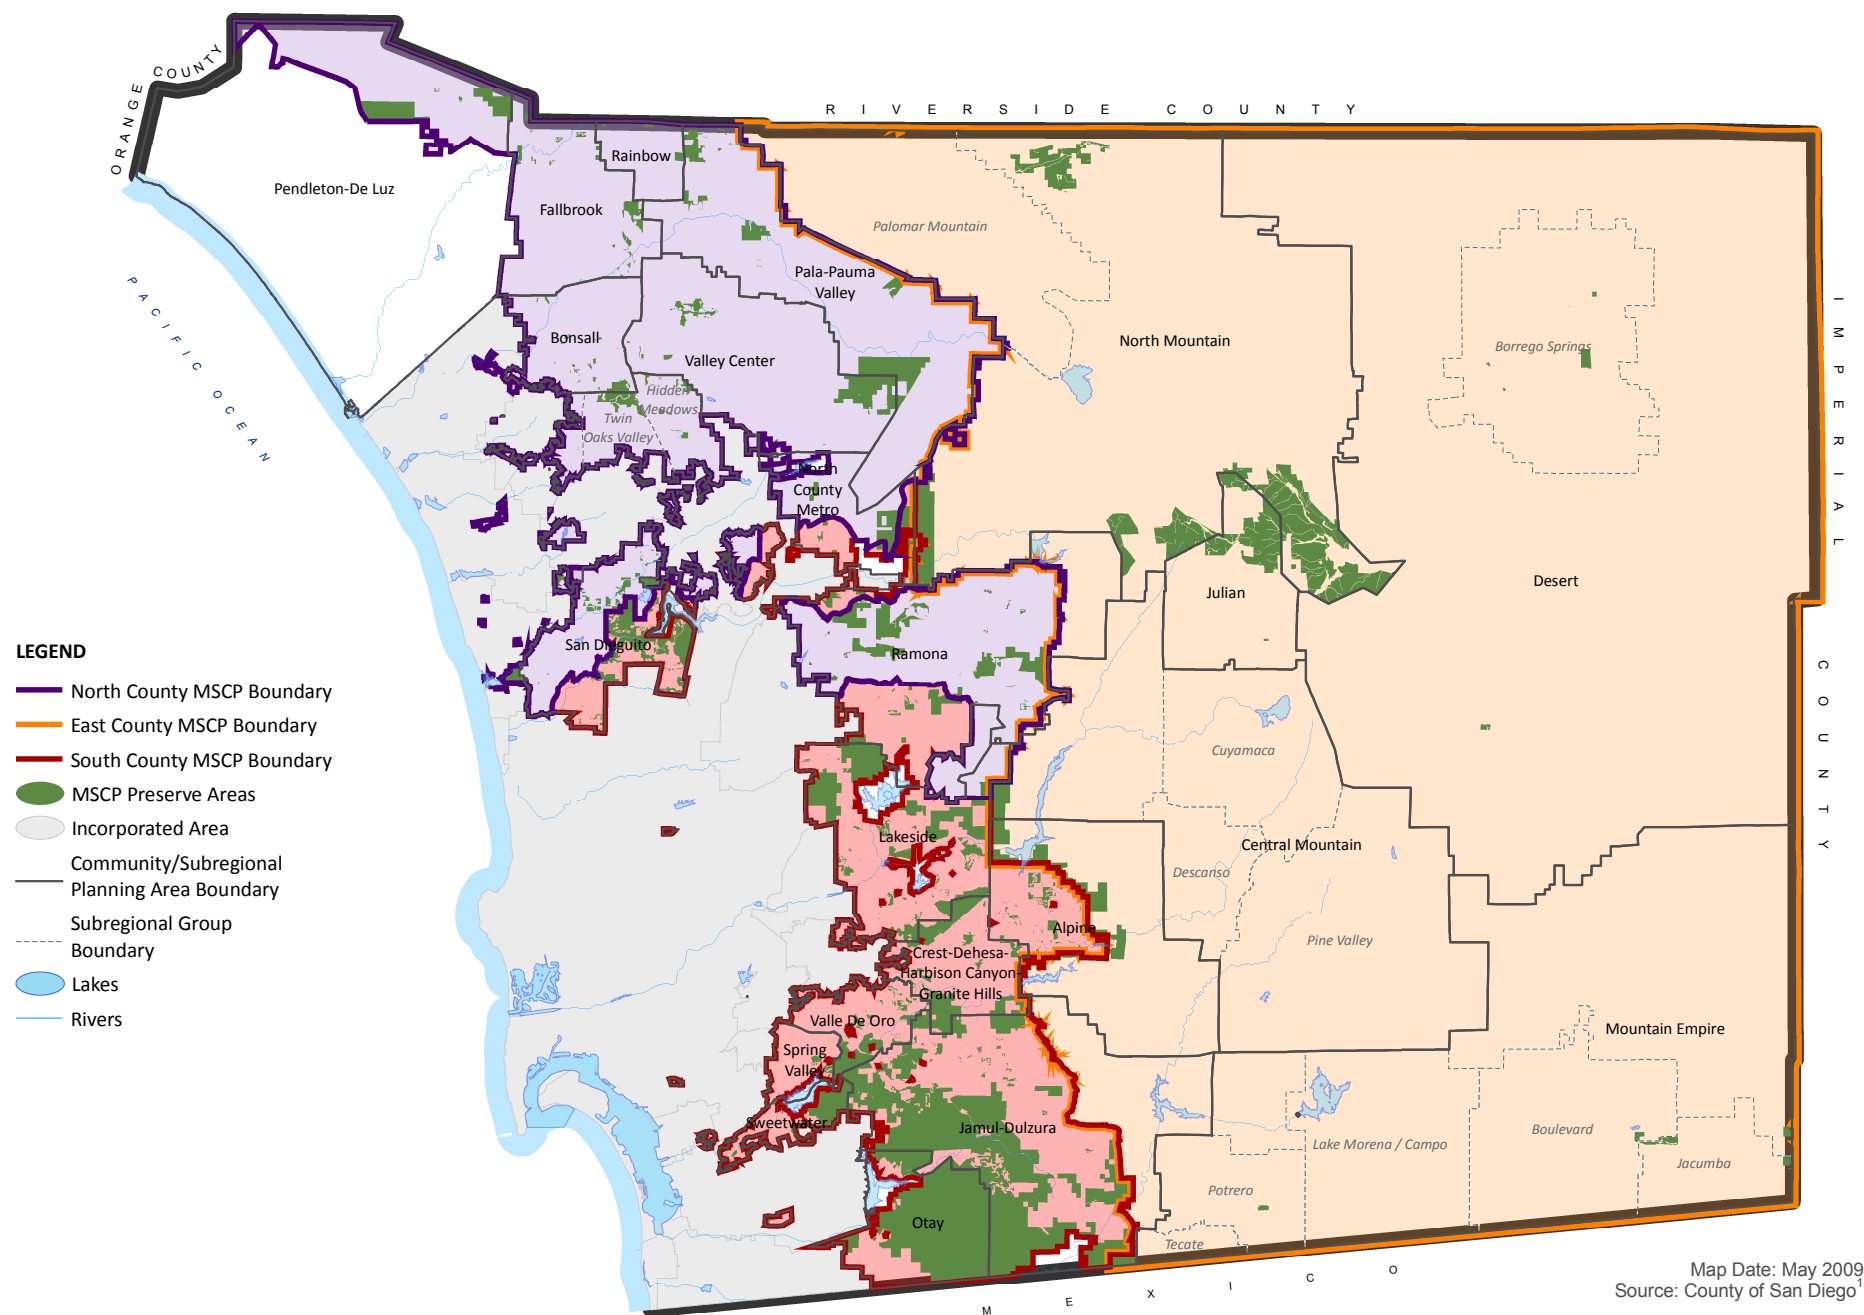 ORANGE COUNTY
RIVERSIDE COUNTY
IMPERIAL
COUNTY
PACIFIC OCEAN
MEXICO
Pendleton-De Luz
Rainbow
Fallbrook
Palomar Mountain
Pala-Pauma
Valley
Bonsall
Valley Center
North Mountain
Borrego Springs
Hidden
Meadows
Twin
Oaks Valley
North
County
Metro
Desert
Julian
San Dieguito
Ramona
Cuyamaca
Lakeside
Central Mountain
Descanso
Alpine
Pine Valley
Crest-Dehesa-
Harbison Canyon-
Granite Hills
Valle De Oro
Spring
Valley
Mountain Empire
Sweetwater
Jamul-Dulzura
Lake Morena / Campo
Boulevard
Jacumba
Potrero
Otay
Tecate
LEGEND
North County MSCP Boundary
East County MSCP Boundary
South County MSCP Boundary
MSCP Preserve Areas
Incorporated Area
Community/Subregional
Planning Area Boundary
Subregional Group
Boundary
Lakes
Rivers
Map Date: May 2009
Source: County of San Diego1